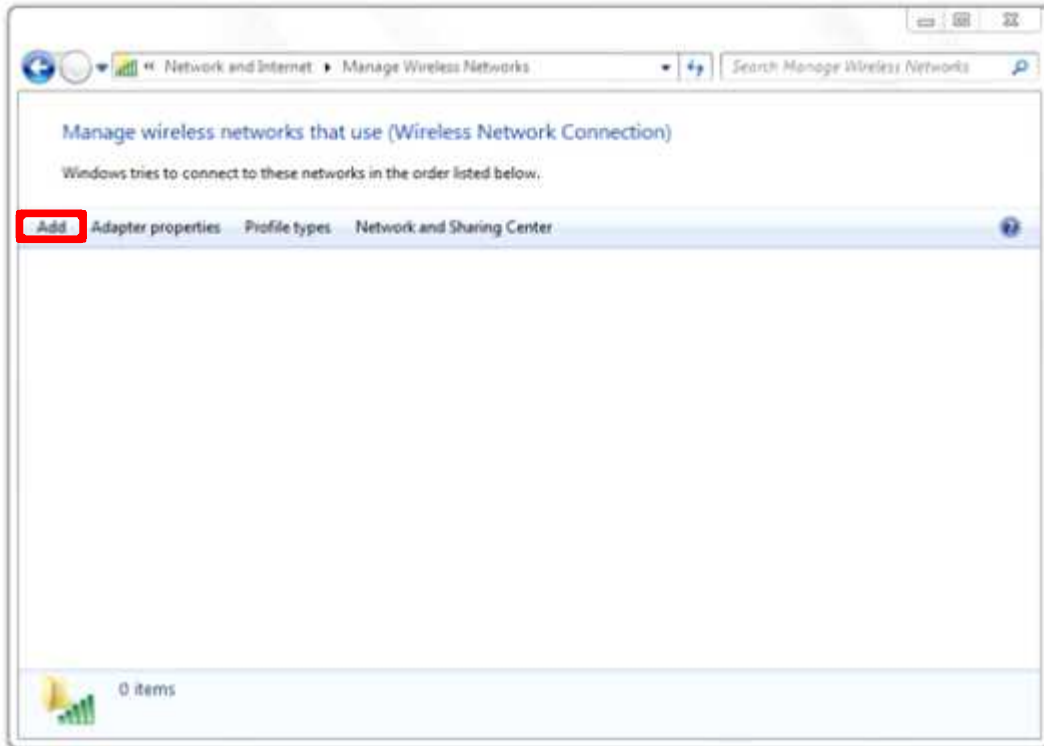 « Network and Internet ▸ Manage Wireless Networks
Search Manage Wireless Networks
Manage wireless networks that use (Wireless Network Connection)
Windows tries to connect to these networks in the order listed below.
Add Adapter properties Profile types Network and Sharing Center
0 items